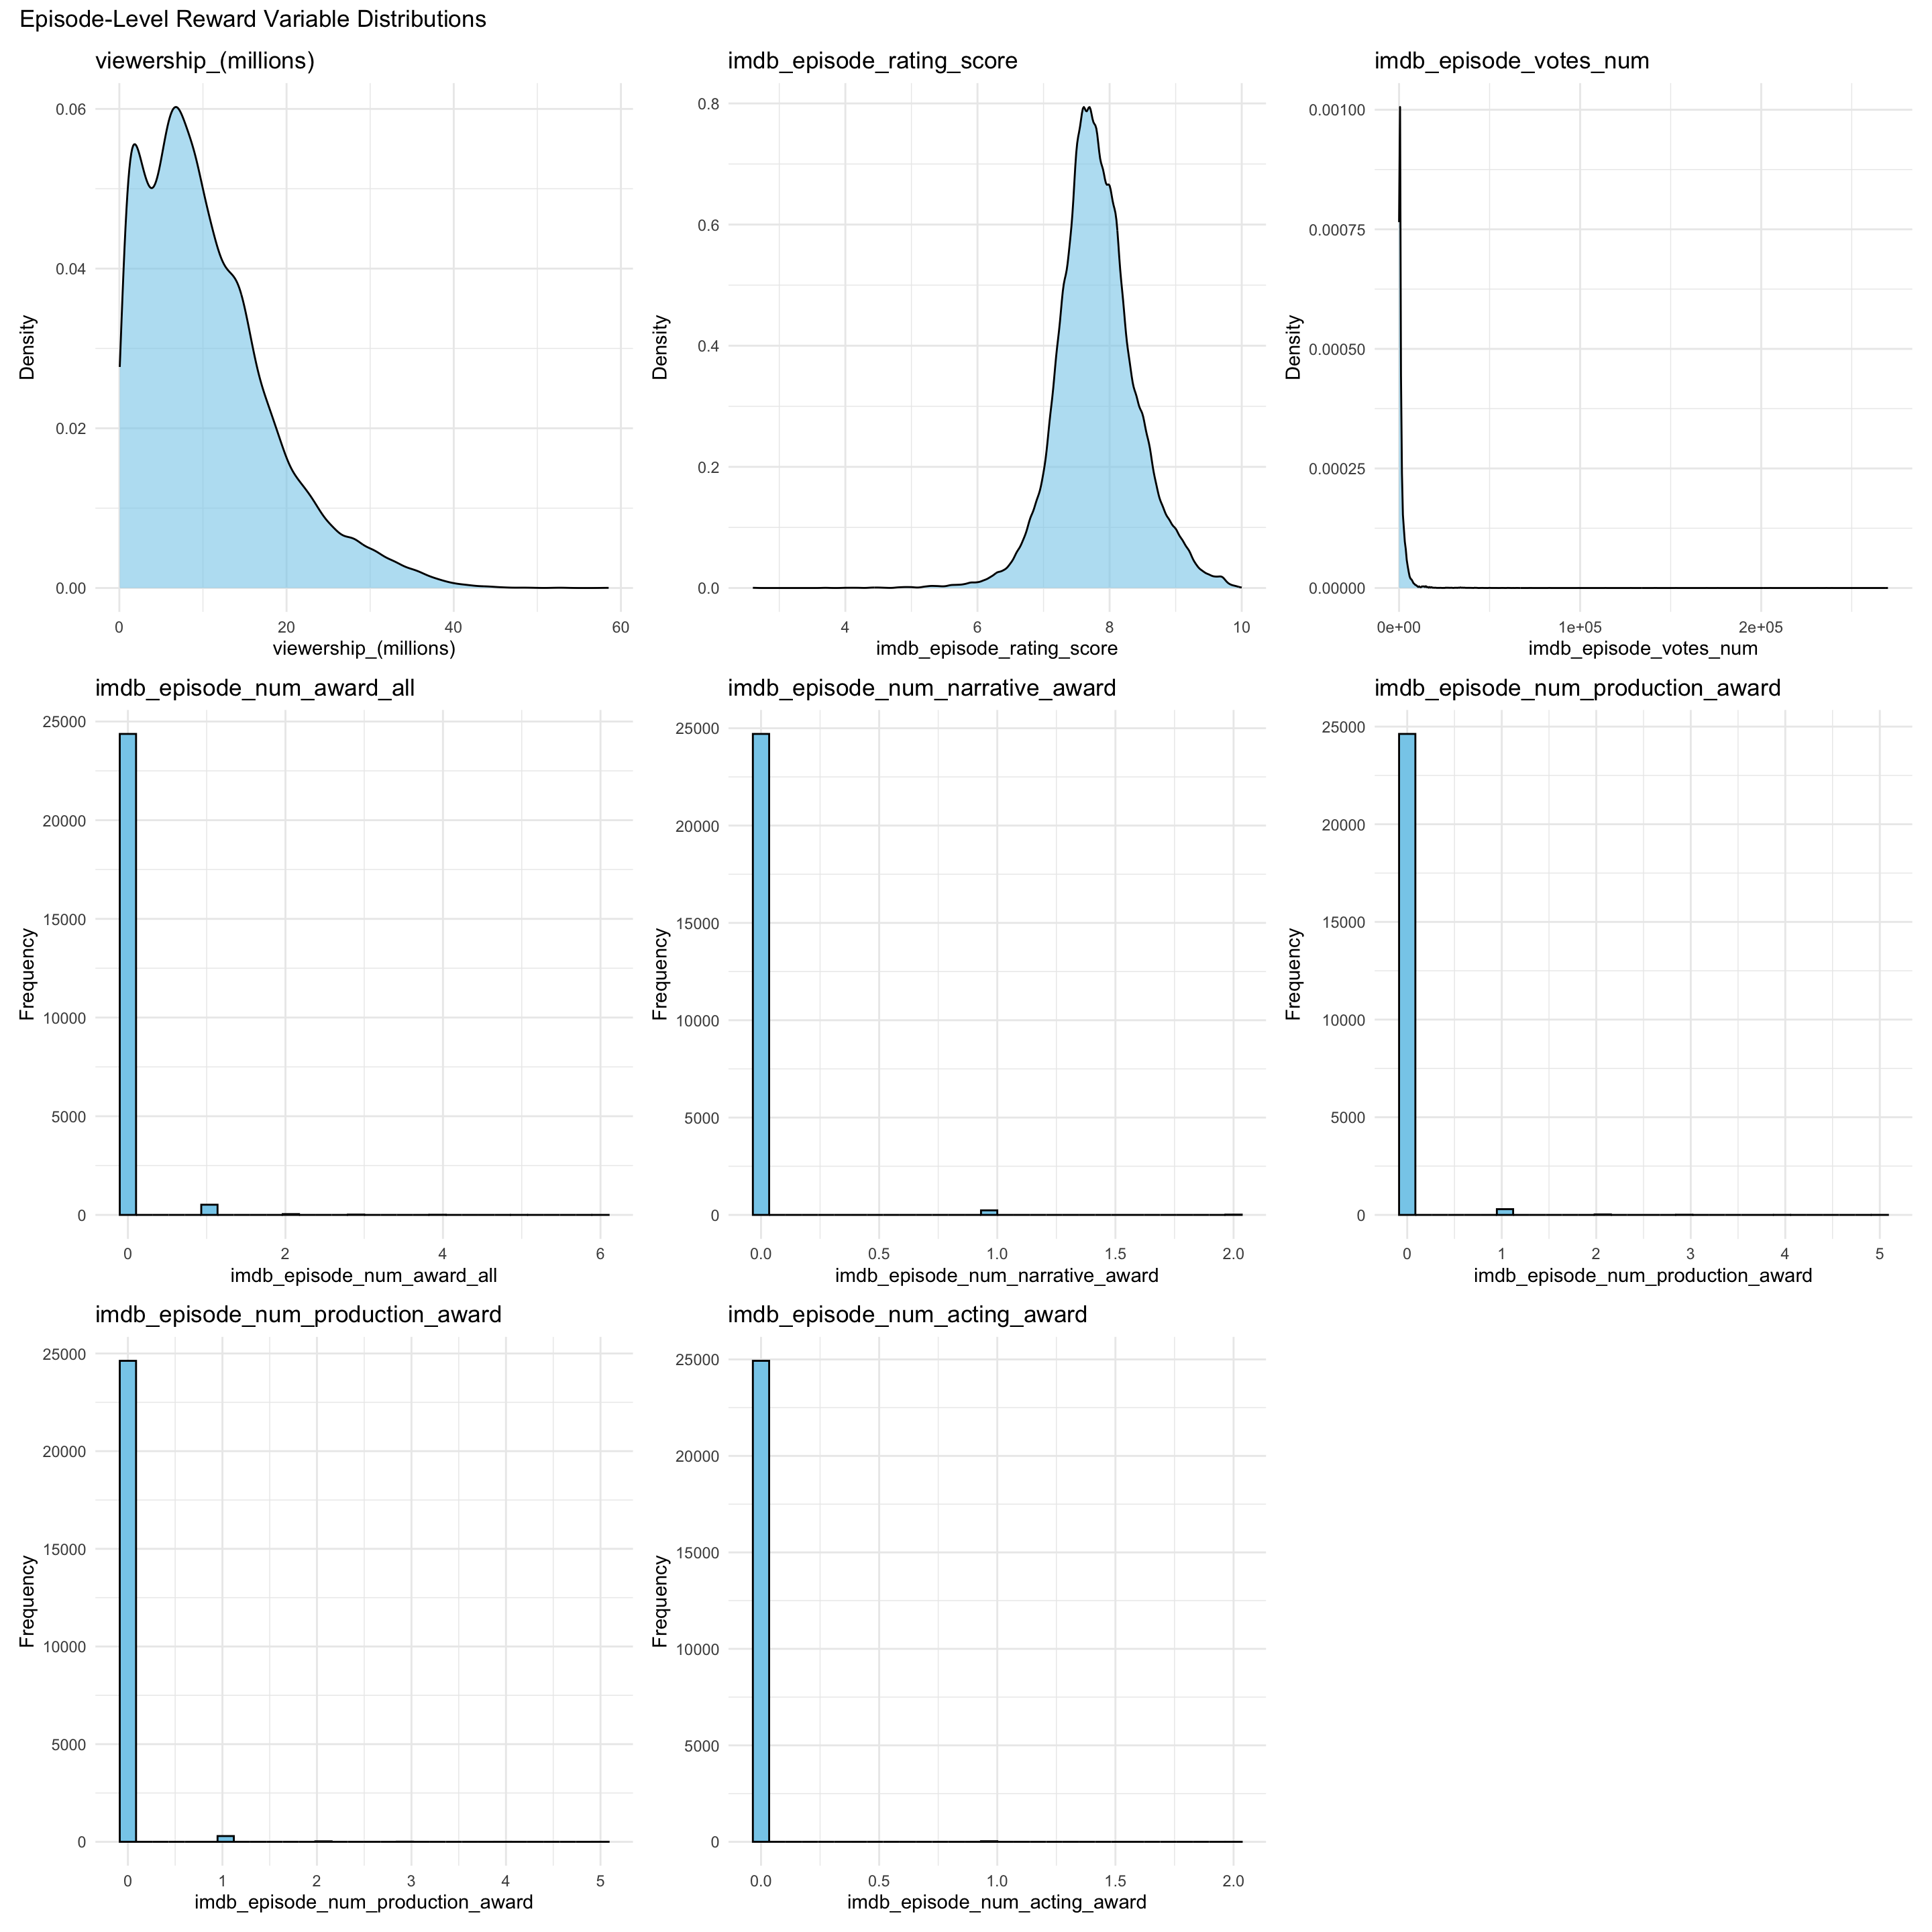 Episode-Level Reward Variable Distributions
viewership_(millions)
0.06
0.04
0.02
0.00
Density
0 20 40 60
viewership_(millions)
imdb_episode_rating_score
0.8
0.6
0.4
0.2
0.0
Density
4 6 8 10
imdb_episode_rating_score
imdb_episode_votes_num
0.00100
0.00075
0.00050
0.00025
0.00000
Density
0e+00 1e+05 2e+05
imdb_episode_votes_num
imdb_episode_num_award_all
25000
20000
15000
10000
5000
0
Frequency
0 2 4 6
imdb_episode_num_award_all
imdb_episode_num_narrative_award
25000
20000
15000
10000
5000
0
Frequency
0.0 0.5 1.0 1.5 2.0
imdb_episode_num_narrative_award
imdb_episode_num_production_award
25000
20000
15000
10000
5000
0
Frequency
0 1 2 3 4 5
imdb_episode_num_production_award
imdb_episode_num_production_award
25000
20000
15000
10000
5000
0
Frequency
0 1 2 3 4 5
imdb_episode_num_production_award
imdb_episode_num_acting_award
25000
20000
15000
10000
5000
0
Frequency
0.0 0.5 1.0 1.5 2.0
imdb_episode_num_acting_award